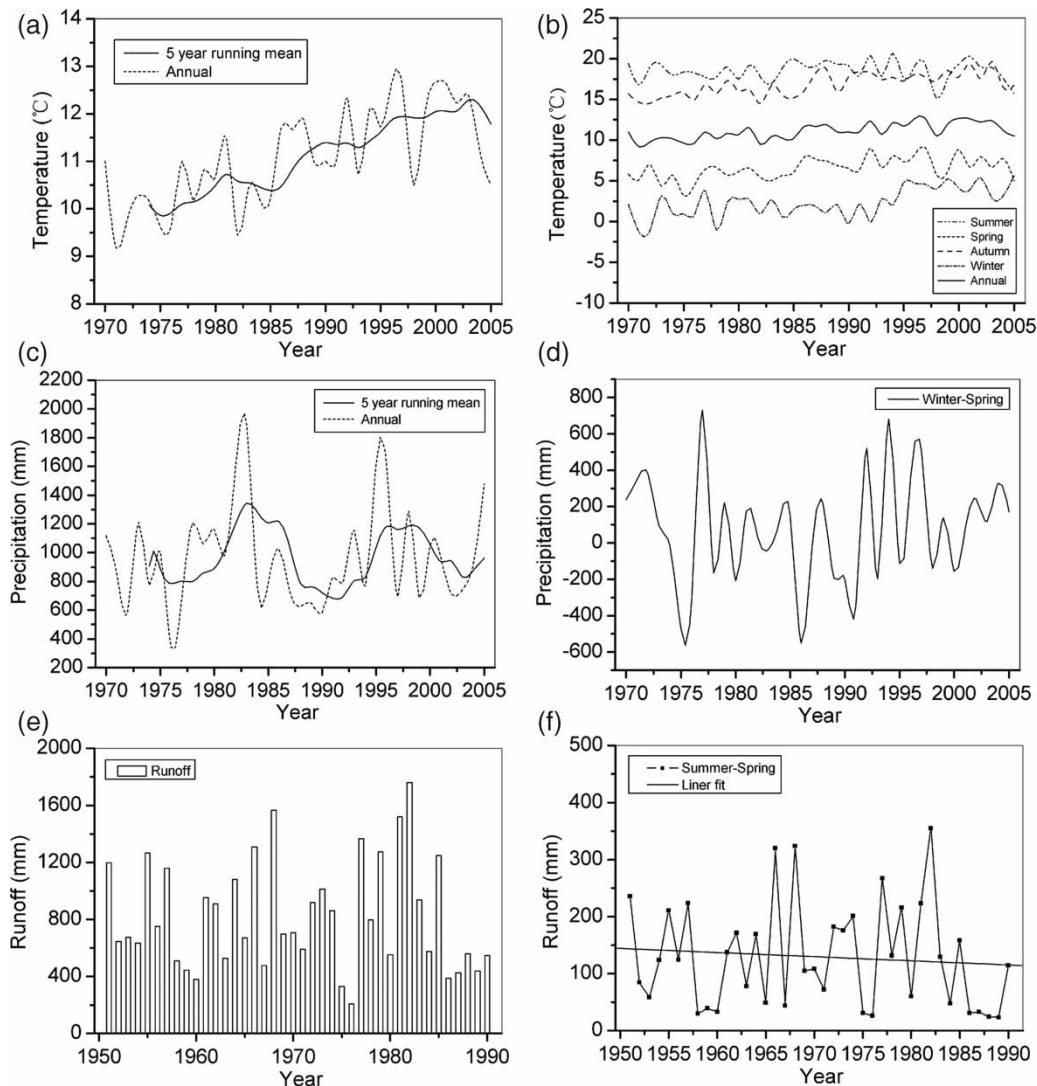 (a)
14
13
12
11
10
9
8
Temperature (℃)
5 year running mean
Annual
1970 1975 1980 1985 1990 1995 2000 2005
Year
(b)
25
20
15
10
5
0
-5
-10
Temperature (℃)
Summer
Spring
Autumn
Winter
Annual
1970 1975 1980 1985 1990 1995 2000 2005
Year
(c)
2200
2000
1800
1600
1400
1200
1000
800
600
400
200
Precipitation (mm)
5 year running mean
Annual
1970 1975 1980 1985 1990 1995 2000 2005
Year
(d)
800
600
400
200
0
-200
-400
-600
Precipitation (mm)
Winter-Spring
1970 1975 1980 1985 1990 1995 2000 2005
Year
(e)
2000
1600
1200
800
400
0
Runoff (mm)
Runoff
1950 1960 1970 1980 1990
Year
(f)
500
400
300
200
100
0
Runoff (mm)
Summer-Spring
Liner fit
1950 1955 1960 1965 1970 1975 1980 1985 1990
Year